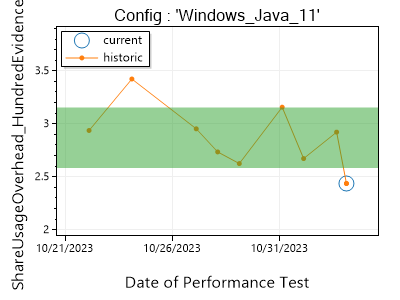 Config : 'Windows_Java_11'
current
historic
ShareUsageOverhead_HundredEvidence
3.5
3
2.5
2
10/21/2023
10/26/2023
10/31/2023
Date of Performance Test